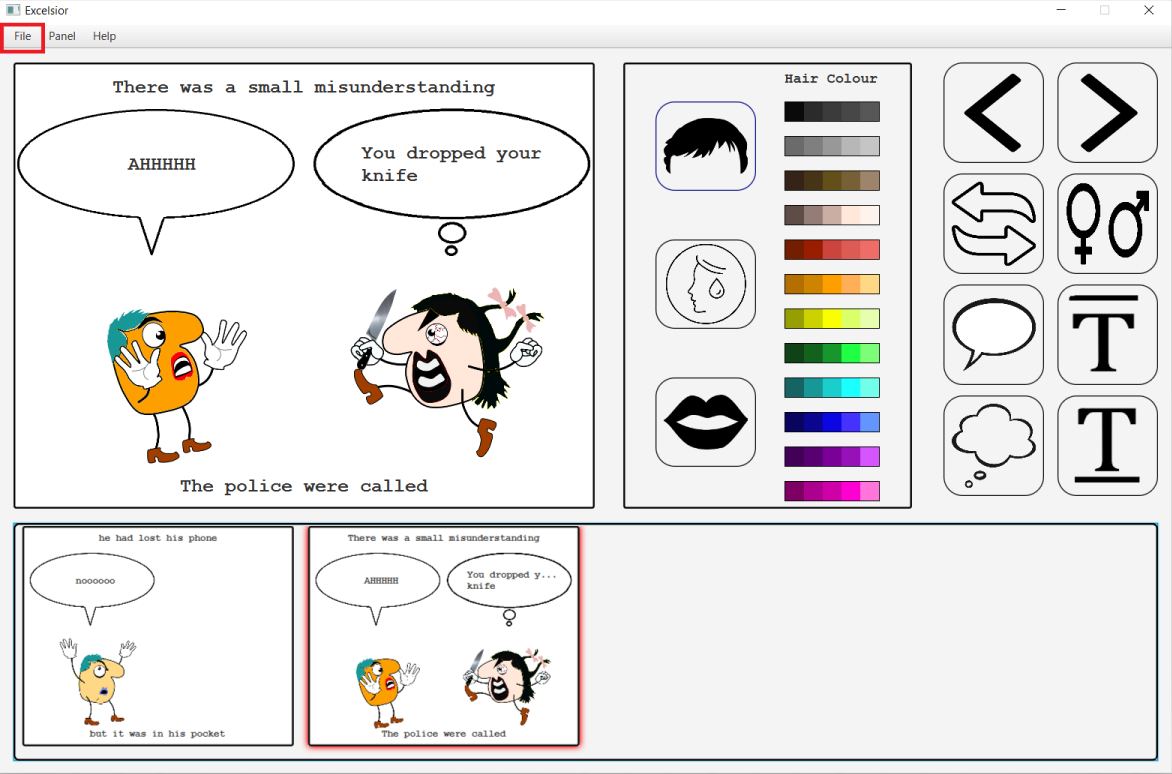 Excelsior
File Panel Help
There was a small misunderstanding
AHHHHH
You dropped your
knife
The police were called
Hair Colour
T
T
he had lost his phone
noooooo
but it was in his pocket
There was a small misunderstanding
AHHHHH
You dropped y...
knife
The police were called